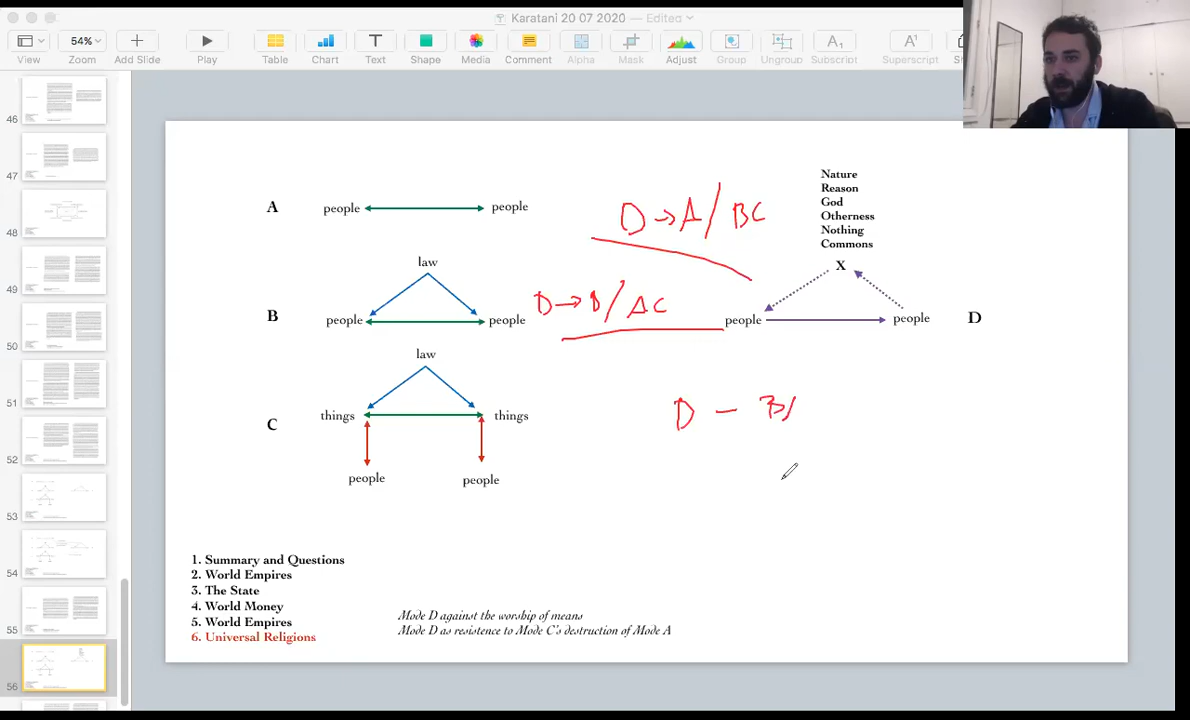 Karatani 20 07 2020 — Edited
54%
View
Zoom
Add Slide
Play
Table
Chart
Text
Shape
Media
Comment
Alpha
Mask
Adjust
Group
Ungroup
Subscript
Superscript
46
47
48
49
50
51
52
53
54
55
56
A
people
people
B
law
people
people
C
law
things
things
people
people
D → A / BC
D → B / AC
D - B/
Nature
Reason
God
Otherness
Nothing
Commons
X
people
people
D
1. Summary and Questions
2. World Empires
3. The State
4. World Money
5. World Empires
6. Universal Religions
Mode D against the worship of means
Mode D as resistence to Mode C's destruction of Mode A